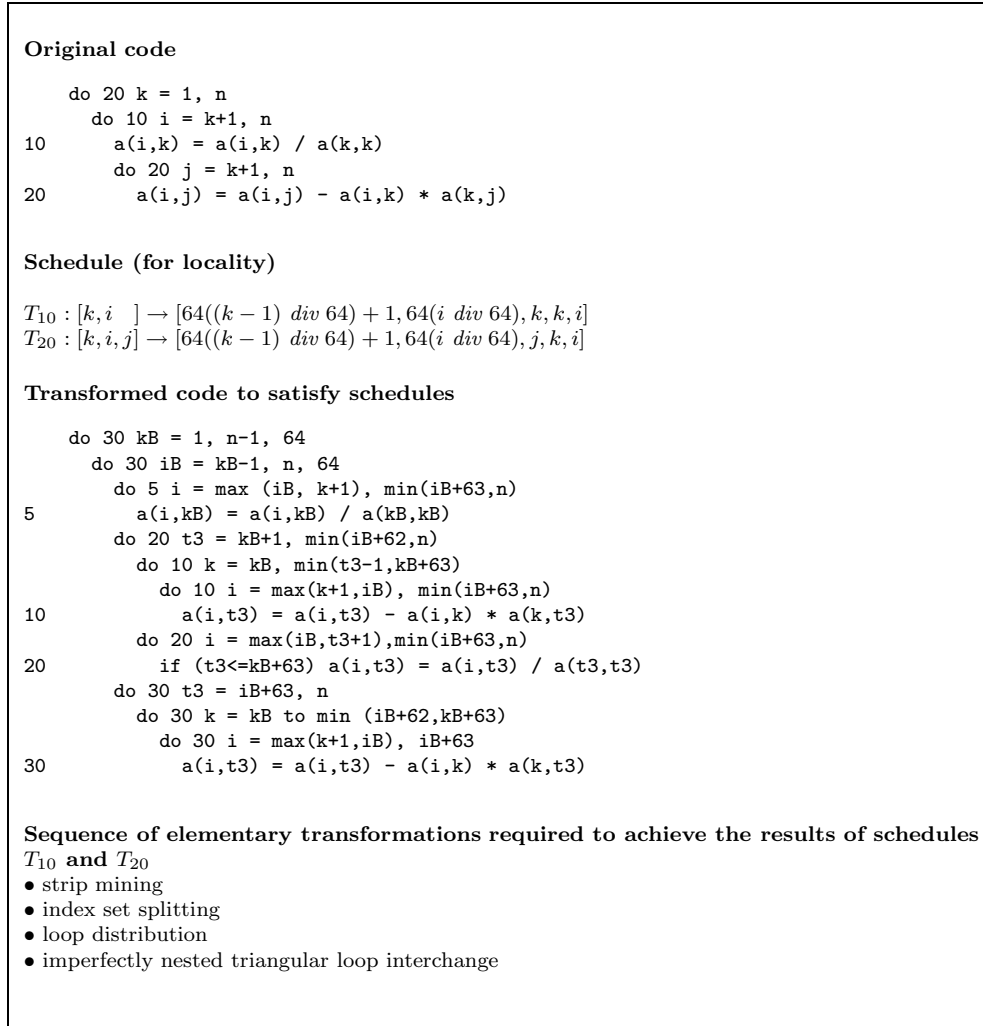 Original code
do 20 k = 1, n
do 10 i = k+1, n
10 a(i,k) = a(i,k) / a(k,k)
do 20 j = k+1, n
20 a(i,j) = a(i,j) - a(i,k) * a(k,j)
Schedule (for locality)
T10 : [k, i ] → [64((k − 1) div 64) + 1, 64(i div 64), k, k, i]
T20 : [k, i, j] → [64((k − 1) div 64) + 1, 64(i div 64), j, k, i]
Transformed code to satisfy schedules
do 30 kB = 1, n-1, 64
do 30 iB = kB-1, n, 64
do 5 i = max (iB, k+1), min(iB+63,n)
5 a(i,kB) = a(i,kB) / a(kB,kB)
do 20 t3 = kB+1, min(iB+62,n)
do 10 k = kB, min(t3-1,kB+63)
do 10 i = max(k+1,iB), min(iB+63,n)
10 a(i,t3) = a(i,t3) - a(i,k) * a(k,t3)
do 20 i = max(iB,t3+1),min(iB+63,n)
20 if (t3<=kB+63) a(i,t3) = a(i,t3) / a(t3,t3)
do 30 t3 = iB+63, n
do 30 k = kB to min (iB+62,kB+63)
do 30 i = max(k+1,iB), iB+63
30 a(i,t3) = a(i,t3) - a(i,k) * a(k,t3)
Sequence of elementary transformations required to achieve the results of schedules
T10 and T20
• strip mining
• index set splitting
• loop distribution
• imperfectly nested triangular loop interchange